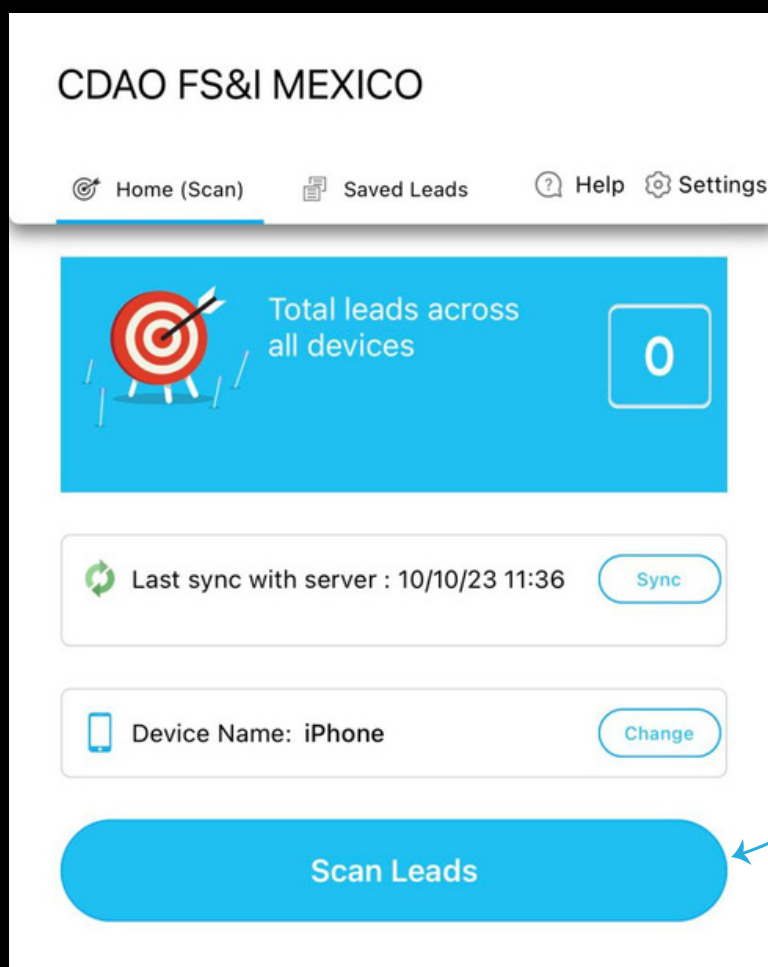 CDAO FS&I MEXICO
Home (Scan) Saved Leads Help Settings
Total leads across
all devices
0
Last sync with server : 10/10/23 11:36 Sync
Device Name: iPhone Change
Scan Leads